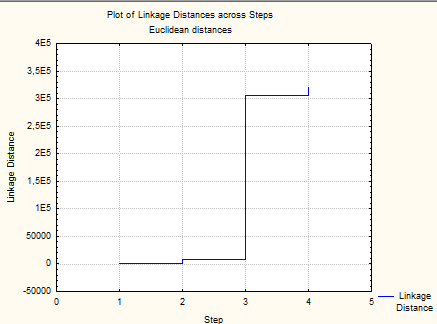 Plot of Linkage Distances across Steps
Euclidean distances
4E5
3,5E5
3E5
2,5E5
2E5
1,5E5
1E5
50000
0
-50000
Linkage Distance
0 1 2 3 4 5
Step
Linkage
Distance